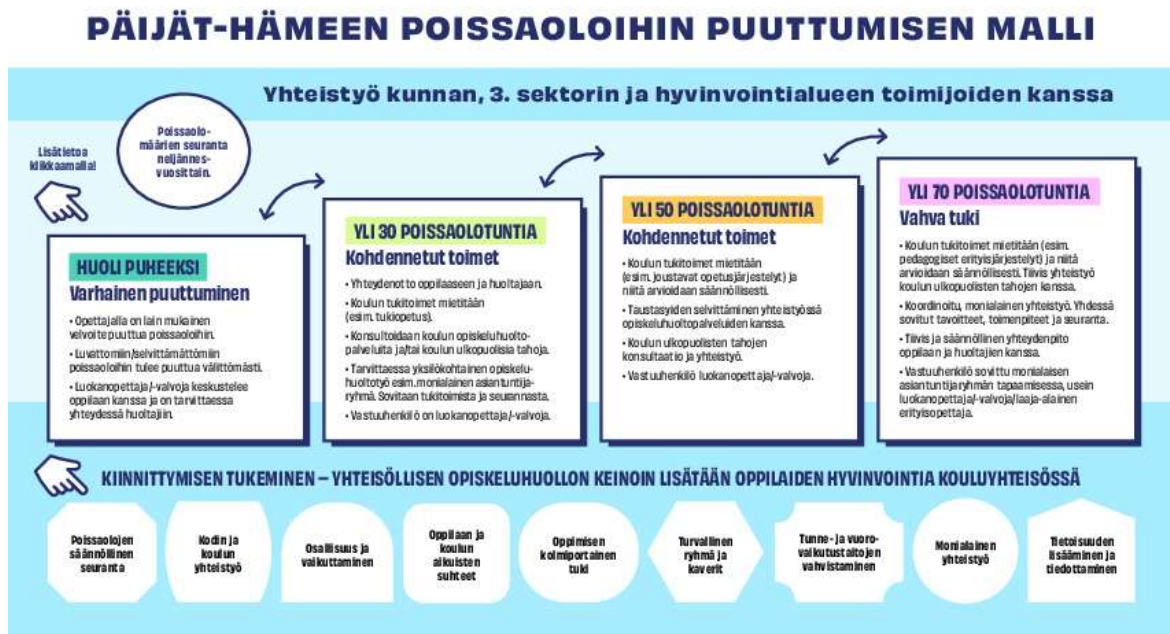 PÄIJÄT-HÄMEEN POISSAOLOIHIN PUUTTUMISEN MALLI
Yhteistyö kunnan, 3. sektorin ja hyvinvointialueen toimijoiden kanssa
Lisätietoa
klikkaamalla!
Poissaolo-
määrien seuranta
neljännes-
vuosittain.
HUOLI PUHEEKSI
Varhainen puuttuminen
• Opettajalla on lain mukainen
velvoite puuttua poissaoloihin.
• Luvattomiin/selvittämättömiin
poissaoloihin tulee puuttua välittömästi.
• Luokanopettaja/-valvoja keskustelee
oppilaan kanssa ja on tarvittaessa
yhteydessä huoltajiin.
YLI 30 POISSAOLOTUNTIA
Kohdennetut toimet
• Yhteydenotto oppilaaseen ja huoltajaan.
• Koulun tukitoimet mietitään
(esim. tukiopetus).
• Konsultoidaan koulun opiskeluhuolto-
palveluita ja/tai koulun ulkopuolisia tahoja.
• Tarvittaessa yksilökohtainen opiskelu-
huoltotyö esim. monialainen asiantuntija-
ryhmä. Sovitaan tukitoimista ja seurannasta.
• Vastuuhenkilö on luokanopettaja/-valvoja.
YLI 50 POISSAOLOTUNTIA
Kohdennetut toimet
• Koulun tukitoimet mietitään
(esim. joustavat opetusjärjestelyt) ja
niitä arvioidaan säännöllisesti.
• Taustasyiden selvittäminen yhteistyössä
opiskeluhuoltopalveluiden kanssa.
• Koulun ulkopuolisten tahojen
konsultaatio ja yhteistyö.
• Vastuuhenkilö luokanopettaja/-valvoja.
YLI 70 POISSAOLOTUNTIA
Vahva tuki
• Koulun tukitoimet mietitään (esim.
pedagogiset erityisjärjestelyt) ja niitä
arvioidaan säännöllisesti. Tiivis yhteistyö
koulun ulkopuolisten tahojen kanssa.
• Koordinoitu, monialainen yhteistyö. Yhdessä
sovitut tavoitteet, toimenpiteet ja seuranta.
• Tiivis ja säännöllinen yhteydenpito
oppilaan ja huoltajien kanssa.
• Vastuuhenkilö sovittu monialaisen
asiantuntijaryhmän tapaamisessa, usein
luokanopettaja/-valvoja/laaja-alainen
erityisopettaja.
KIINNITTYMISEN TUKEMINEN – YHTEISÖLLISEN OPISKELUHUOLLON KEINOIN LISÄTÄÄN OPPILAIDEN HYVINVOINTIA KOULUYHTEISÖSSÄ
Poissaolojen
säännöllinen
seuranta
Kodin ja
koulun
yhteistyö
Osallisuus ja
vaikuttaminen
Oppilaan ja
koulun
aikuisten
suhteet
Oppimisen
kolmiportainen
tuki
Turvallinen
ryhmä ja
kaverit
Tunne- ja vuoro-
vaikutustaitojen
vahvistaminen
Monialainen
yhteistyö
Tietoisuuden
lisääminen ja
tiedottaminen